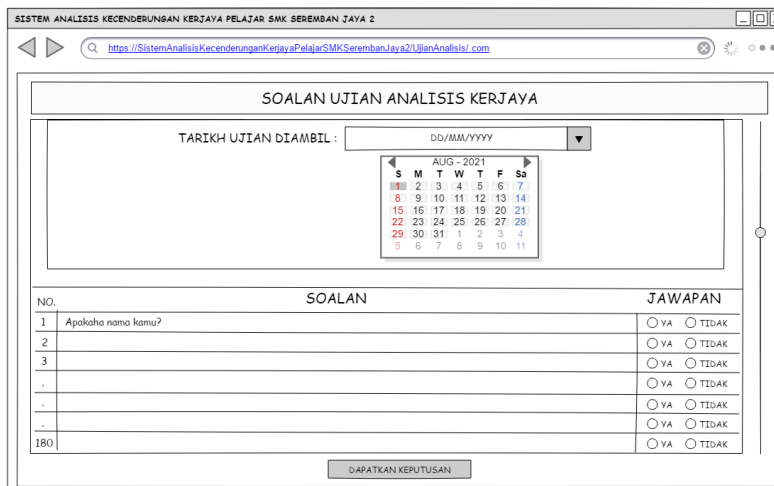 SISTEM ANALISIS KECENDERUNGAN KERJAYA PELAJAR SMK SEREMBAN JAYA 2
https://SistemAnalisisKecenderunganKerjayaPelajarSMKSerembanJaya2/UjianAnalisis/.com
SOALAN UJIAN ANALISIS KERJAYA
TARIKH UJIAN DIAMBIL : DD/MM/YYYY
AUG - 2021
S M T W T F Sa
1 2 3 4 5 6 7
8 9 10 11 12 13 14
15 16 17 18 19 20 21
22 23 24 25 26 27 28
29 30 31 1 2 3 4
5 6 7 8 9 10 11
NO. SOALAN JAWAPAN
1 Apakaha nama kamu? YA TIDAK
2 YA TIDAK
3 YA TIDAK
. YA TIDAK
. YA TIDAK
. YA TIDAK
180 YA TIDAK
DAPATKAN KEPUTUSAN